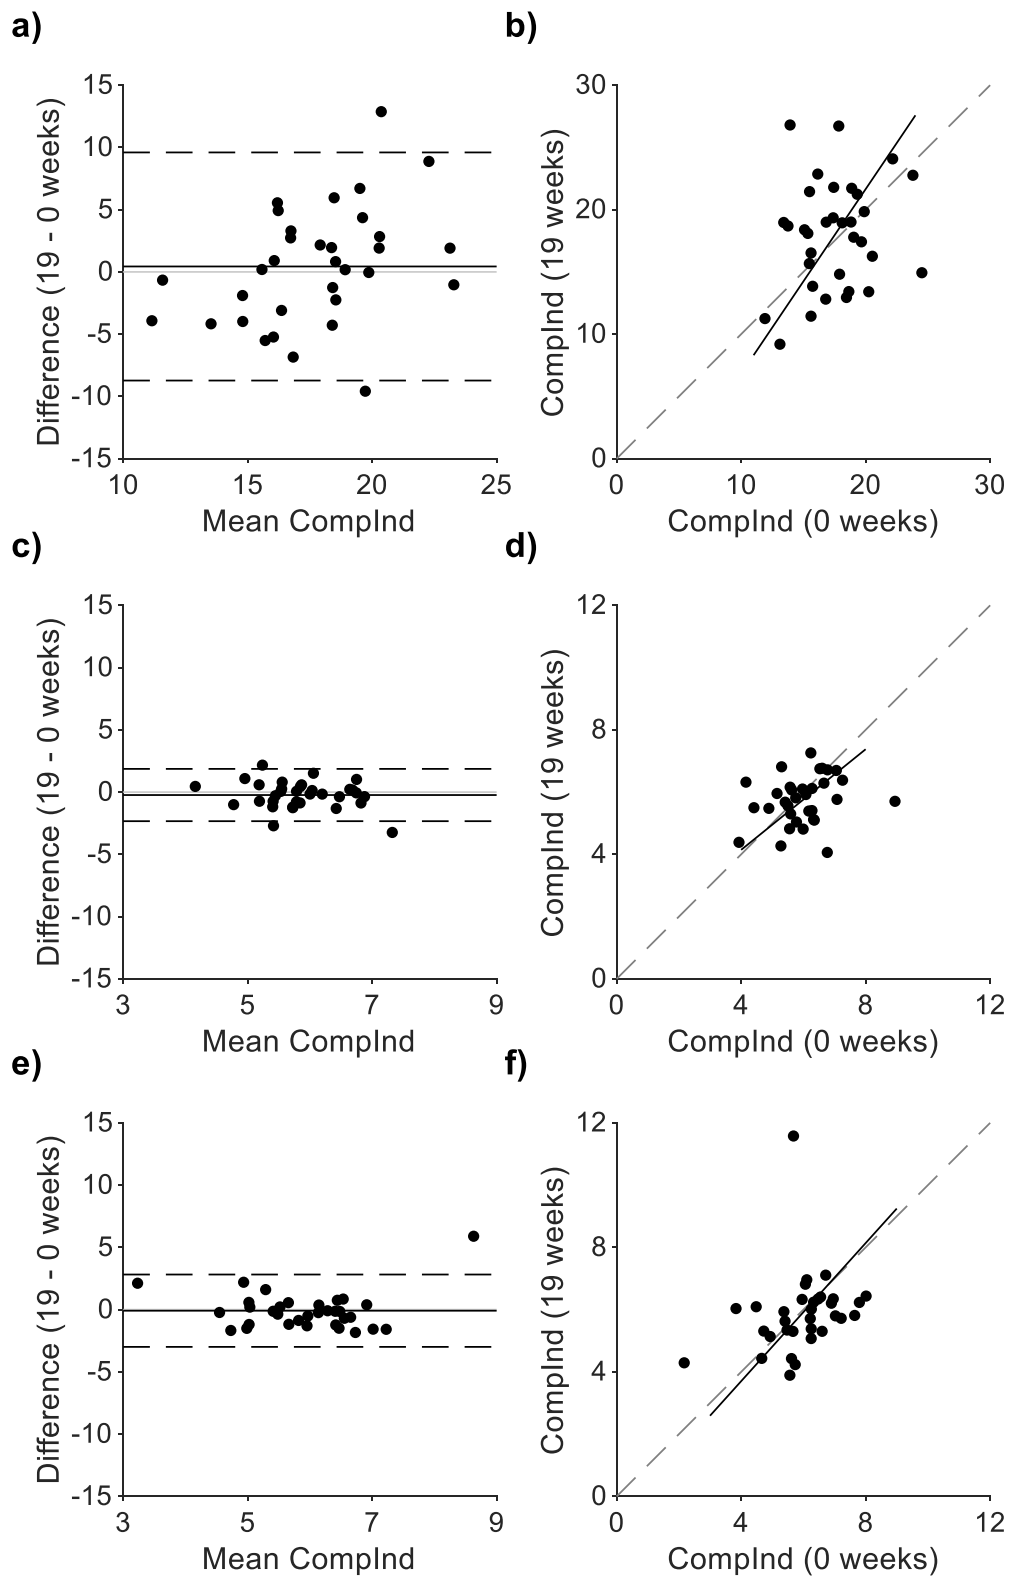 a)
b)
15
10
5
0
-5
-10
-15
Difference (19 - 0 weeks)
10 15 20 25
Mean CompInd
30
20
10
0
CompInd (19 weeks)
0 10 20 30
CompInd (0 weeks)
c)
d)
15
10
5
0
-5
-10
-15
Difference (19 - 0 weeks)
3 5 7 9
Mean CompInd
12
8
4
0
CompInd (19 weeks)
0 4 8 12
CompInd (0 weeks)
e)
f)
15
10
5
0
-5
-10
-15
Difference (19 - 0 weeks)
3 5 7 9
Mean CompInd
12
8
4
0
CompInd (19 weeks)
0 4 8 12
CompInd (0 weeks)